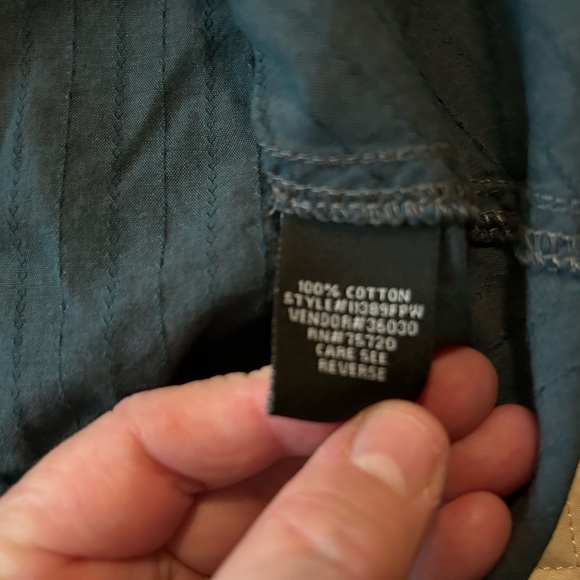 100% COTTON
STYLE#11389FPW
VENDOR#36030
RN#75720
CARE SEE
REVERSE